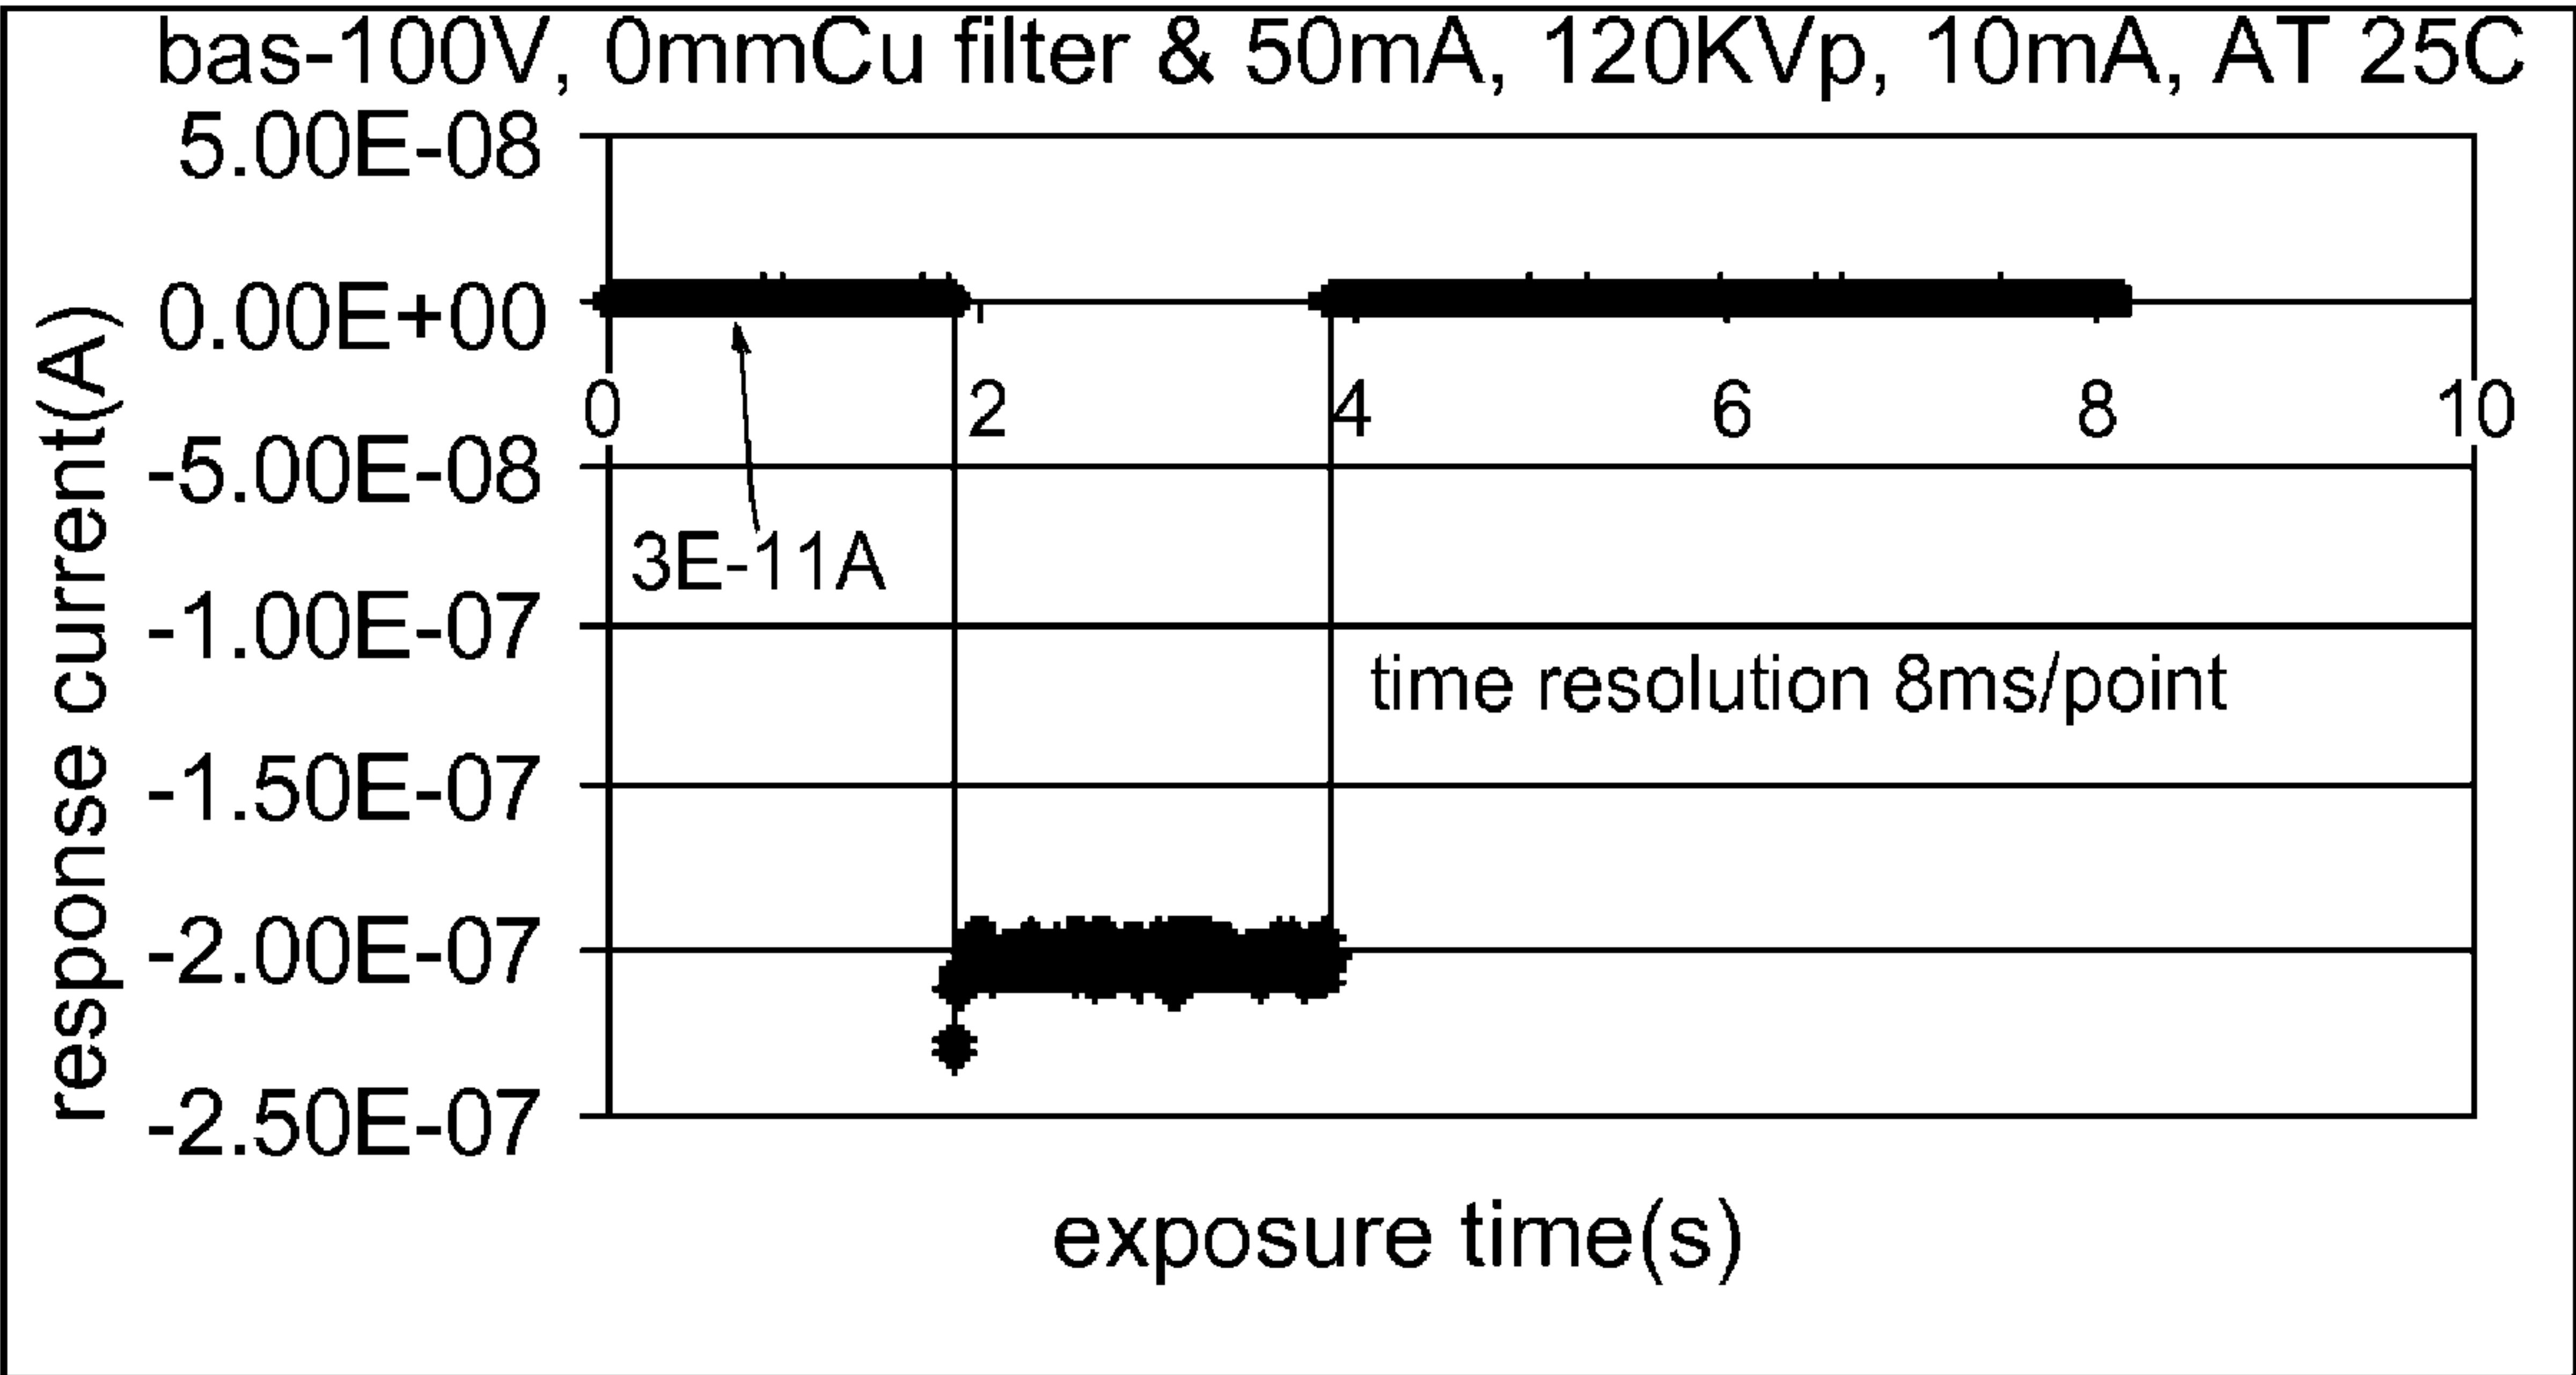 bas-100V, 0mmCu filter & 50mA, 120KVp, 10mA, AT 25C
5.00E-08
0.00E+00
0 2 4 6 8 10
-5.00E-08
3E-11A
-1.00E-07
time resolution 8ms/point
-1.50E-07
-2.00E-07
-2.50E-07
response current(A)
exposure time(s)